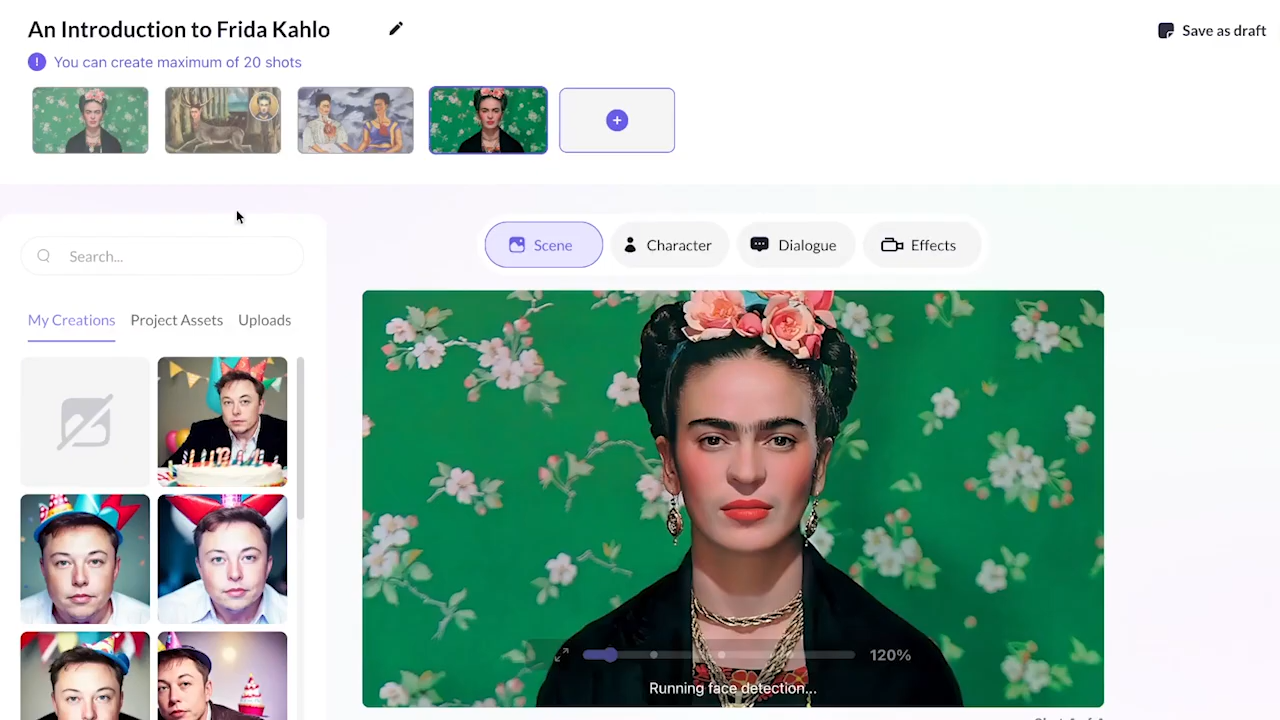 An Introduction to Frida Kahlo
Save as draft
! You can create maximum of 20 shots
Search...
Scene
Character
Dialogue
Effects
My Creations
Project Assets
Uploads
120%
Running face detection...